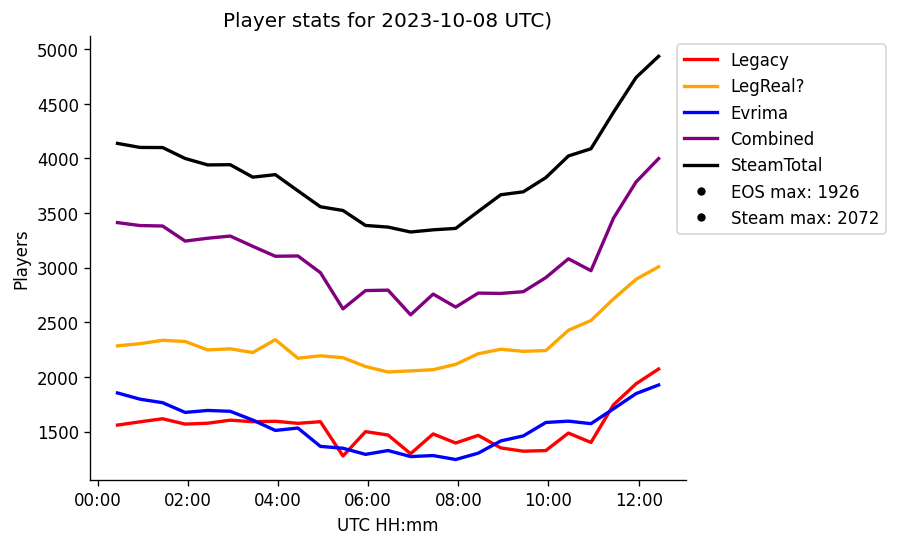 Player stats for 2023-10-08 UTC)
5000
4500
4000
3500
3000
2500
2000
1500
Players
00:00 02:00 04:00 06:00 08:00 10:00 12:00
UTC HH:mm
Legacy
LegReal?
Evrima
Combined
SteamTotal
EOS max: 1926
Steam max: 2072